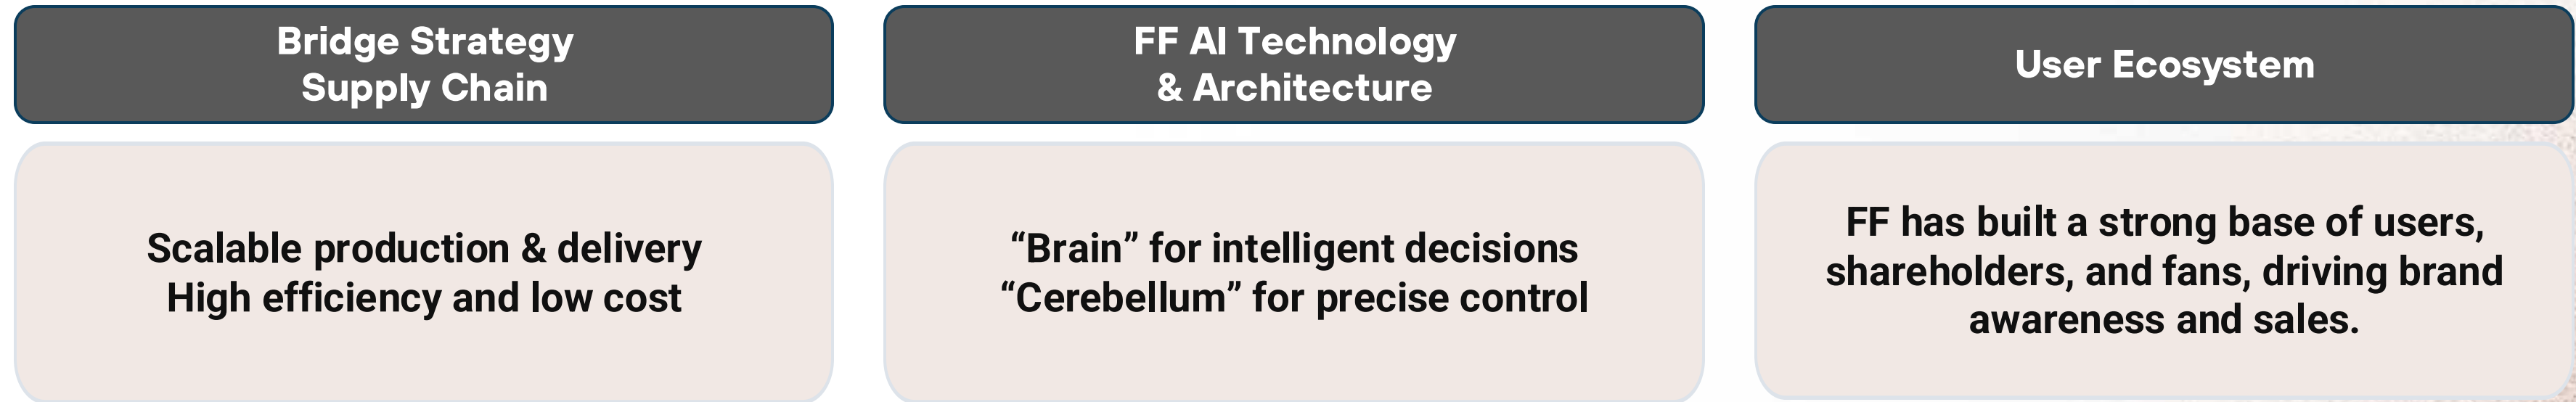 Bridge Strategy
Supply Chain
Scalable production & delivery
High efficiency and low cost
FF AI Technology
& Architecture
“Brain” for intelligent decisions
“Cerebellum” for precise control
User Ecosystem
FF has built a strong base of users,
shareholders, and fans, driving brand
awareness and sales.